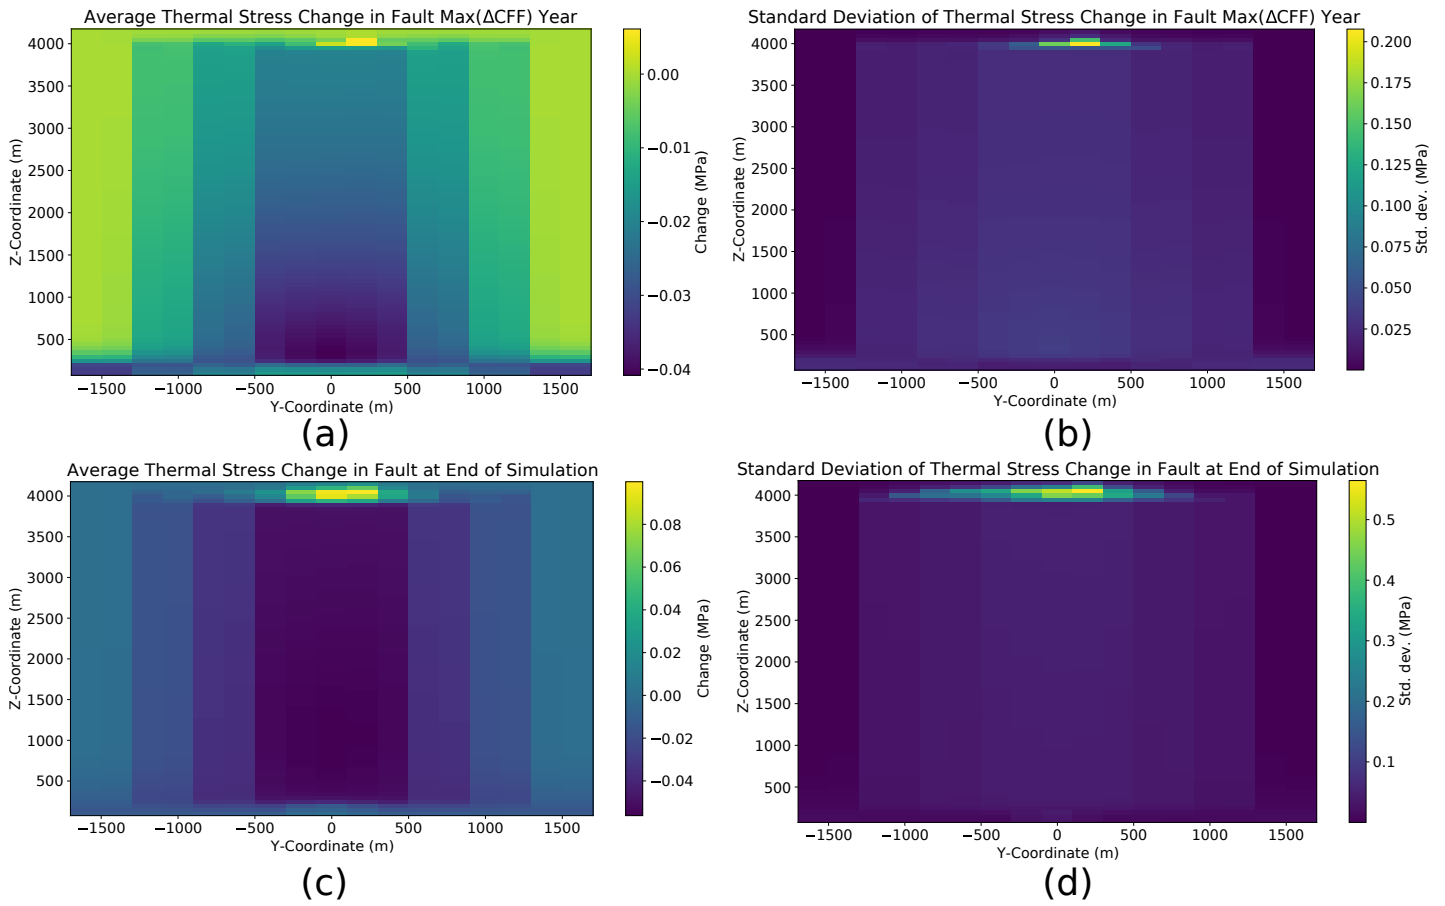 Average Thermal Stress Change in Fault Max(ΔCFF) Year
4000
3500
3000
2500
2000
1500
1000
500
Z-Coordinate (m)
−1500 −1000 −500 0 500 1000 1500
Y-Coordinate (m)
0.00
−0.01
−0.02
−0.03
−0.04
Change (MPa)
(a)
Standard Deviation of Thermal Stress Change in Fault Max(ΔCFF) Year
4000
3500
3000
2500
2000
1500
1000
500
Z-Coordinate (m)
−1500 −1000 −500 0 500 1000 1500
Y-Coordinate (m)
0.200
0.175
0.150
0.125
0.100
0.075
0.050
0.025
Std. dev. (MPa)
(b)
Average Thermal Stress Change in Fault at End of Simulation
4000
3500
3000
2500
2000
1500
1000
500
Z-Coordinate (m)
−1500 −1000 −500 0 500 1000 1500
Y-Coordinate (m)
0.08
0.06
0.04
0.02
0.00
−0.02
−0.04
Change (MPa)
(c)
Standard Deviation of Thermal Stress Change in Fault at End of Simulation
4000
3500
3000
2500
2000
1500
1000
500
Z-Coordinate (m)
−1500 −1000 −500 0 500 1000 1500
Y-Coordinate (m)
0.5
0.4
0.3
0.2
0.1
Std. dev. (MPa)
(d)